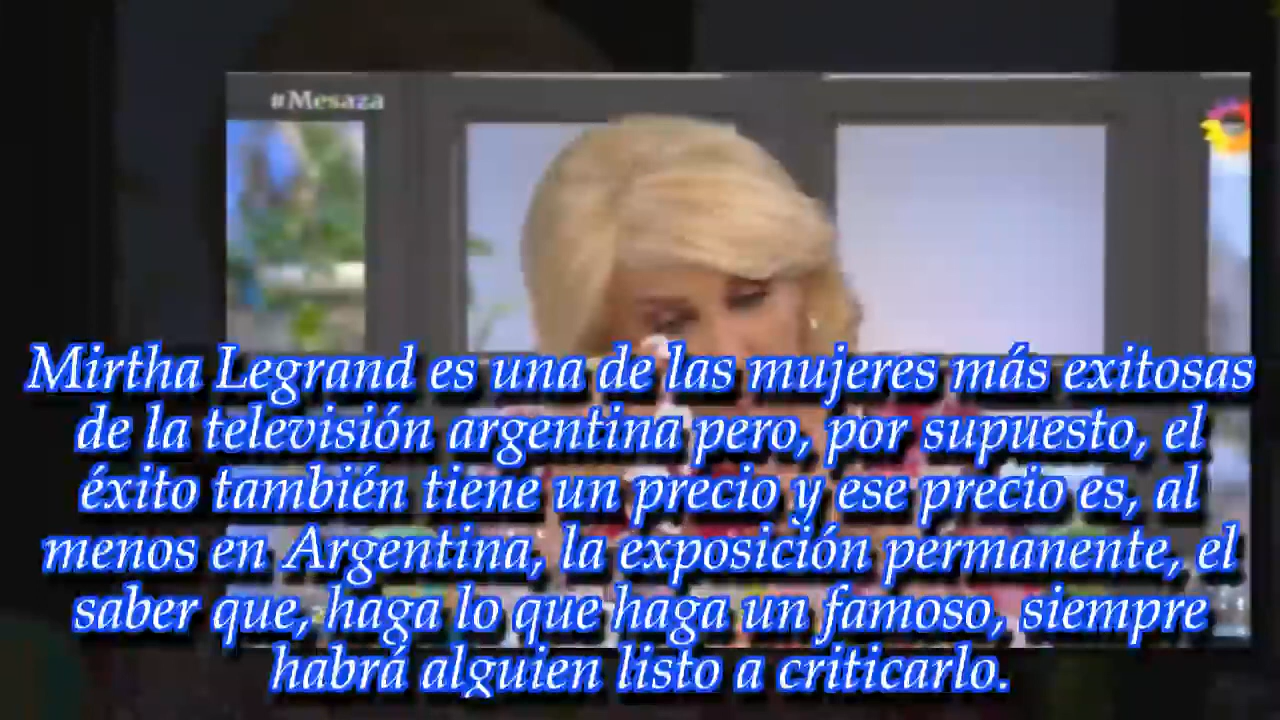 #Mesaza
Mirtha Legrand es una de las mujeres más exitosas
de la televisión argentina pero, por supuesto, el
éxito también tiene un precio y ese precio es, al
menos en Argentina, la exposición permanente, el
saber que, haga lo que haga un famoso, siempre
habrá alguien listo a criticarlo.